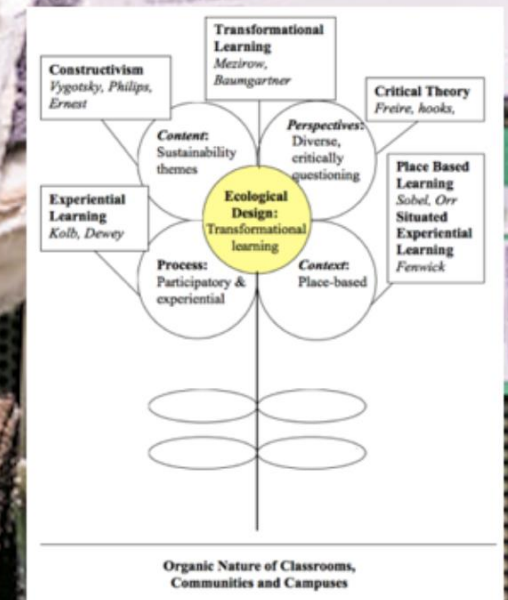 Transformational
Learning
Mezirow,
Baumgartner
Constructivism
Vygotsky, Philips,
Ernest
Critical Theory
Freire, hooks,
Content:
Sustainability
themes
Perspectives:
Diverse,
critically
questioning
Place Based
Learning
Sobel, Orr
Situated
Experiential
Learning
Fenwick
Experiential
Learning
Kolb, Dewey
Ecological
Design:
Transformational
learning
Process:
Participatory &
experiential
Context:
Place-based
Organic Nature of Classrooms,
Communities and Campuses